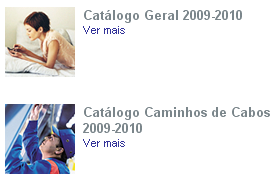 Catálogo Geral 2009-2010
Ver mais
Catálogo Caminhos de Cabos
2009-2010
Ver mais